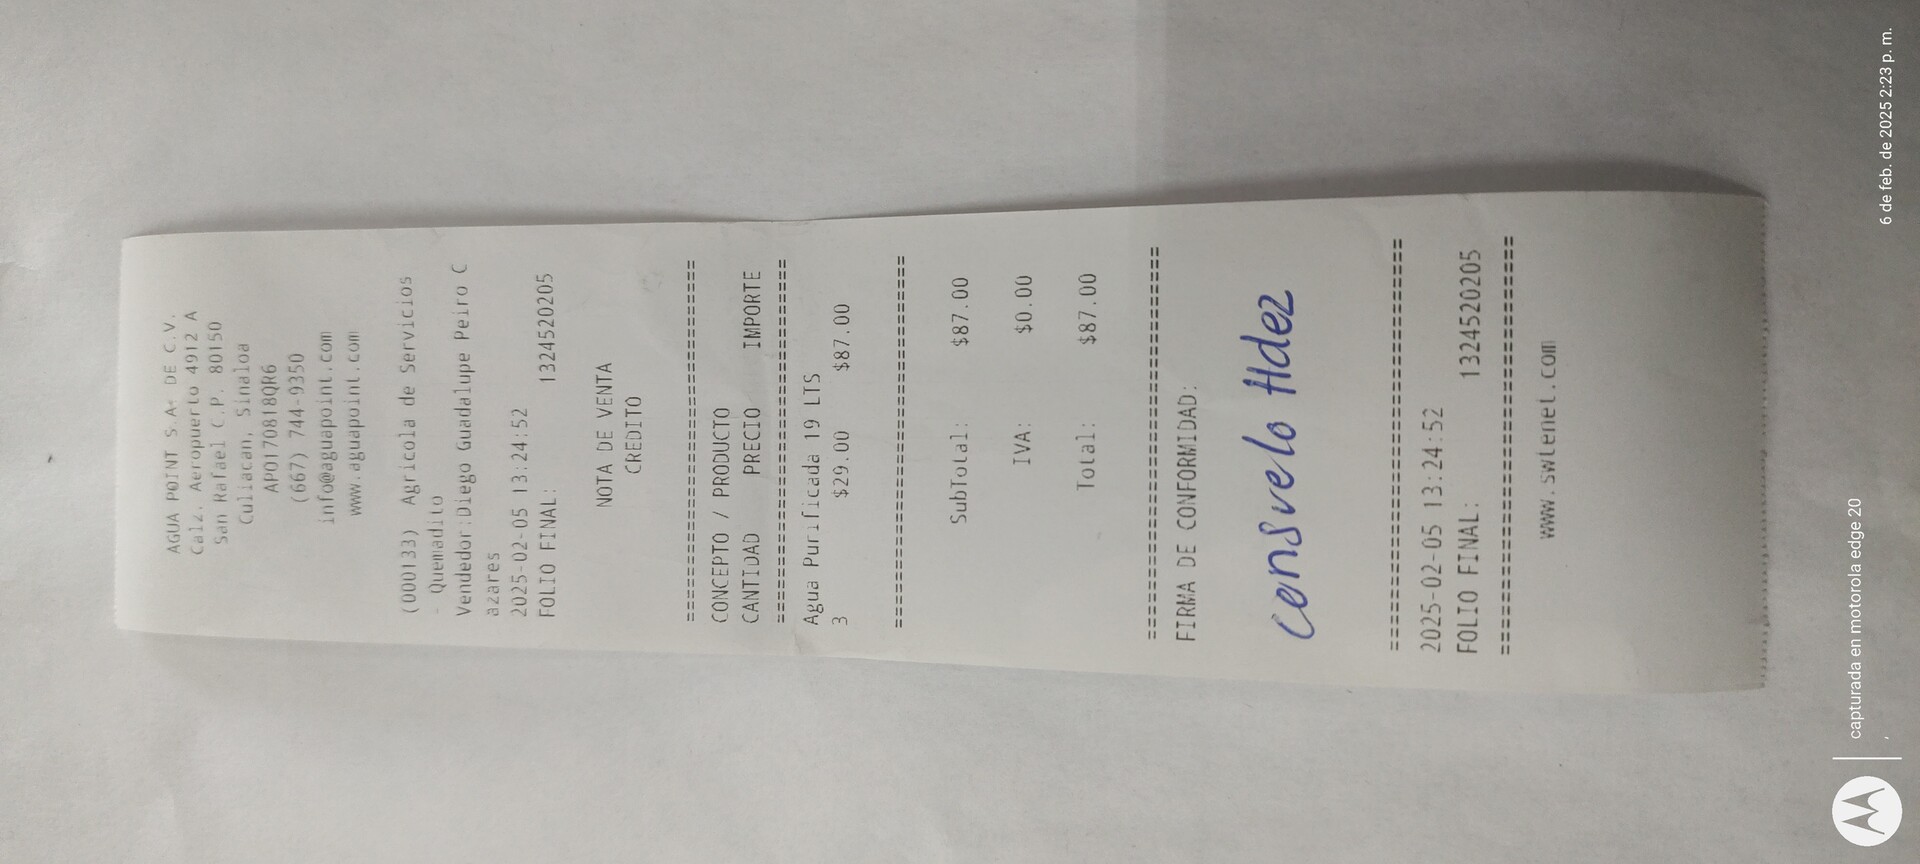 AGUA POINT S.A. DE C.V.
Calz. Aeropuerto 4912 A
San Rafael C.P. 80150
Culiacan, Sinaloa
APO170818QR6
(667) 744-9350
info@aguapoint.com
www.aguapoint.com
(000133) Agricola de Servicios
- Quemadito
Vendedor:Diego Guadalupe Peiro C
azares
2025-02-05 13:24:52
FOLIO FINAL: 1324520205
NOTA DE VENTA
CREDITO
================================
CONCEPTO / PRODUCTO
CANTIDAD PRECIO IMPORTE
================================
Agua Purificada 19 LTS
3 $29.00 $87.00
================================
SubTotal: $87.00
IVA: $0.00
Total: $87.00
================================
FIRMA DE CONFORMIDAD:
Consuelo Hdez
================================
2025-02-05 13:24:52
FOLIO FINAL: 1324520205
================================
www.swtenet.com
capturada en motorola edge 20
6 de feb. de 2025 2:23 p. m.